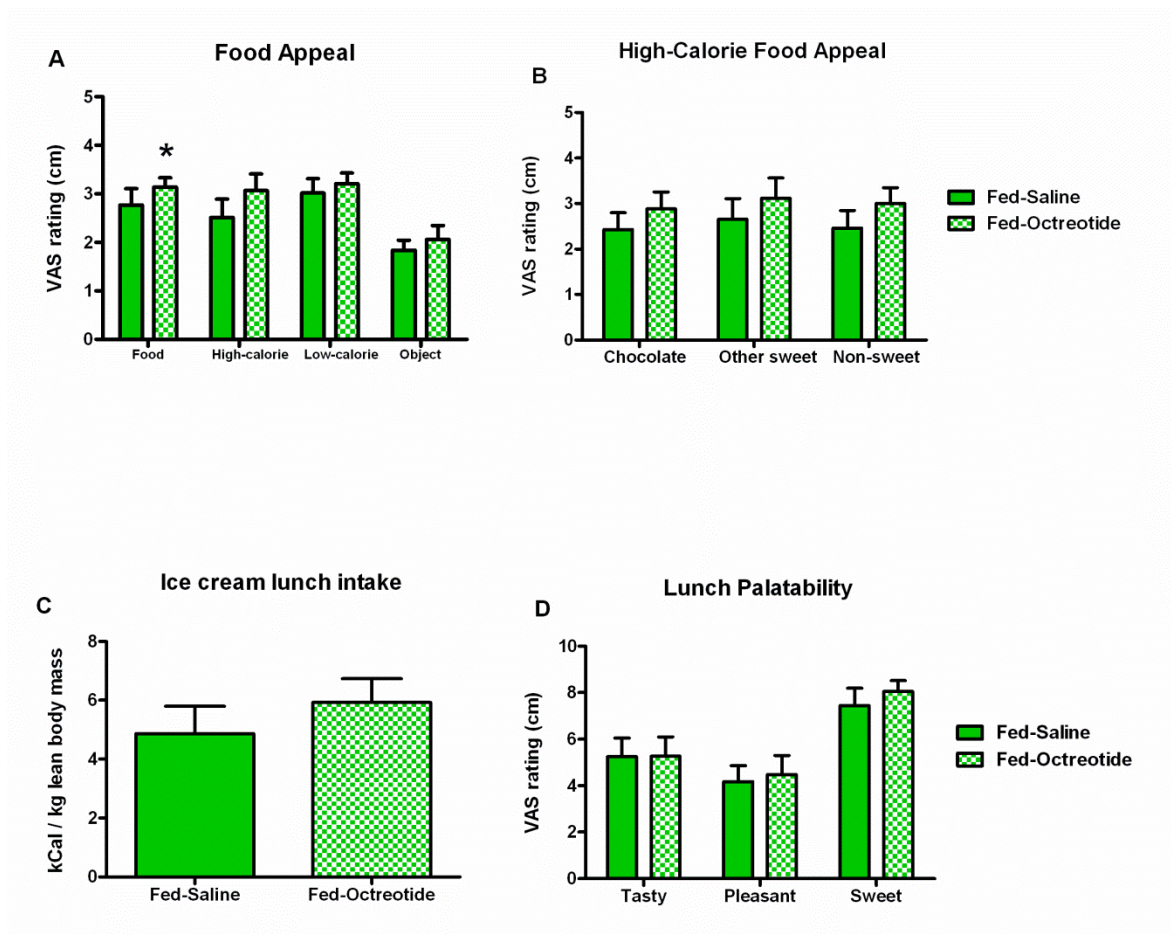 A
Food Appeal
5
4
3
2
1
0
VAS rating (cm)
*
Food High-calorie Low-calorie Object
B
High-Calorie Food Appeal
5
4
3
2
1
0
VAS rating (cm)
Chocolate Other sweet Non-sweet
Fed-Saline
Fed-Octreotide
C
Ice cream lunch intake
8
6
4
2
0
kCal / kg lean body mass
Fed-Saline Fed-Octreotide
D
Lunch Palatability
10
8
6
4
2
0
VAS rating (cm)
Tasty Pleasant Sweet
Fed-Saline
Fed-Octreotide